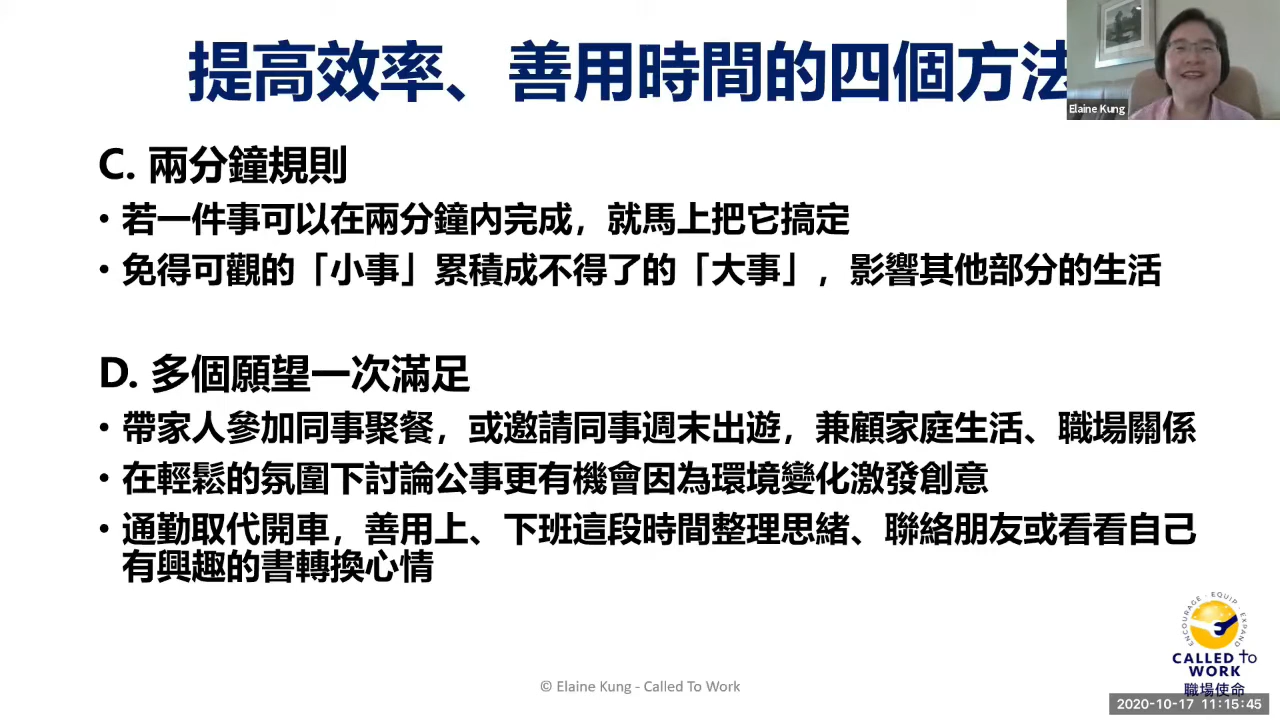 提高效率、善用時間的四個方法
Elaine Kung
C. 兩分鐘規則
• 若一件事可以在兩分鐘內完成，就馬上把它搞定
• 免得可觀的「小事」累積成不得了的「大事」，影響其他部分的生活
D. 多個願望一次滿足
• 帶家人參加同事聚餐，或邀請同事週末出遊，兼顧家庭生活、職場關係
• 在輕鬆的氛圍下討論公事更有機會因為環境變化激發創意
• 通勤取代開車，善用上、下班這段時間整理思緒、聯絡朋友或看看自己
有興趣的書轉換心情
ENCOURAGE · EQUIP · EXPAND
CALLED TO
WORK
職場使命
© Elaine Kung - Called To Work
2020-10-17 11:15:45